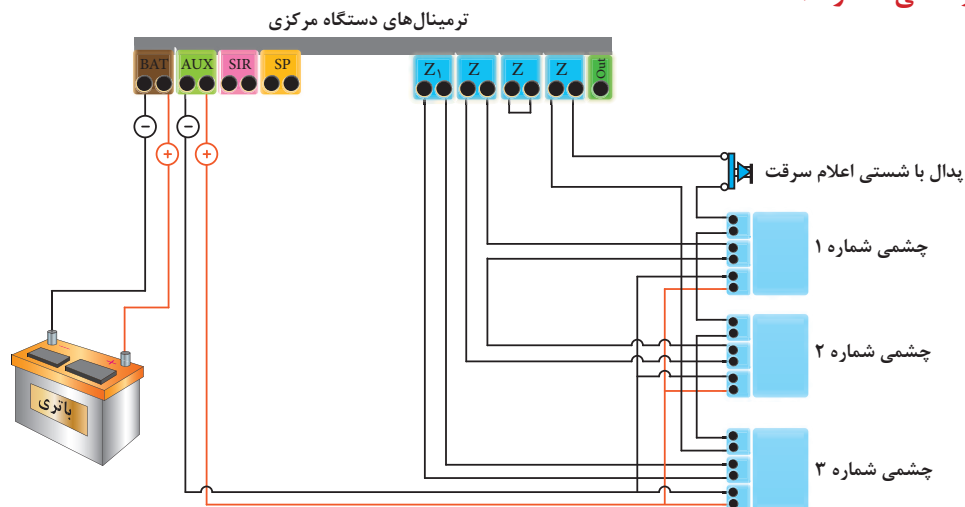 ترمینال‌های دستگاه مرکزی
BAT AUX SIR SP Z۱ Z Z Z Out
− + − +
پدال با شستی اعلام سرقت
چشمی شماره ۱
چشمی شماره ۲
چشمی شماره ۳
− +
باتری